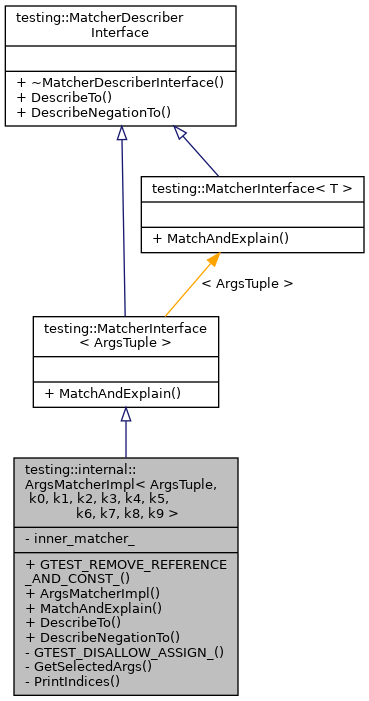 testing::MatcherDescriber
Interface
+ ~MatcherDescriberInterface()
+ DescribeTo()
+ DescribeNegationTo()
testing::MatcherInterface< T >
+ MatchAndExplain()
< ArgsTuple >
testing::MatcherInterface
< ArgsTuple >
+ MatchAndExplain()
testing::internal::
ArgsMatcherImpl< ArgsTuple,
k0, k1, k2, k3, k4, k5,
k6, k7, k8, k9 >
- inner_matcher_
+ GTEST_REMOVE_REFERENCE
_AND_CONST_()
+ ArgsMatcherImpl()
+ MatchAndExplain()
+ DescribeTo()
+ DescribeNegationTo()
- GTEST_DISALLOW_ASSIGN_()
- GetSelectedArgs()
- PrintIndices()